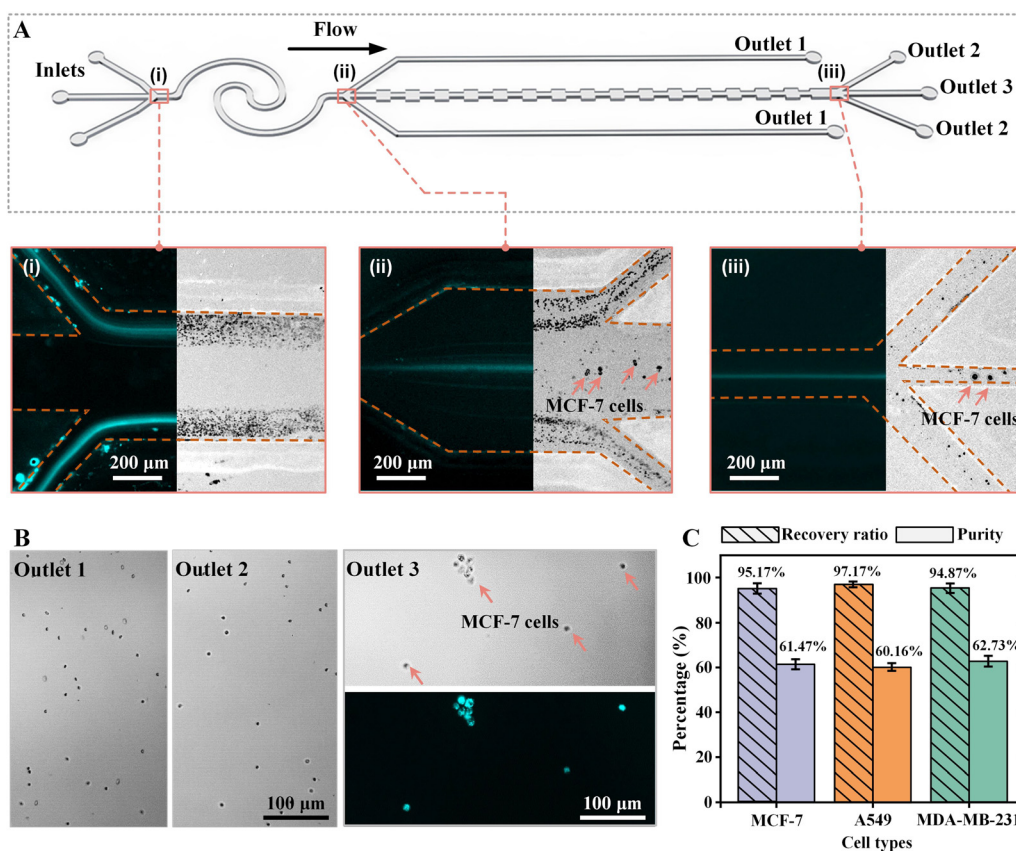 A
Flow
Inlets
(i)
(ii)
(iii)
Outlet 1
Outlet 1
Outlet 2
Outlet 3
Outlet 2
(i)
200 μm
(ii)
MCF-7 cells
200 μm
(iii)
MCF-7 cells
200 μm
B
Outlet 1
Outlet 2
100 μm
Outlet 3
MCF-7 cells
100 μm
C
Recovery ratio
Purity
Percentage (%)
100
80
60
40
20
0
95.17%
61.47%
97.17%
60.16%
94.87%
62.73%
MCF-7
A549
MDA-MB-231
Cell types